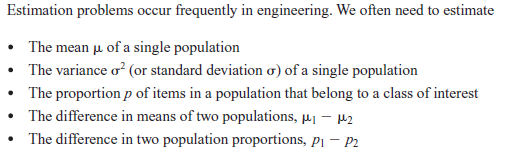 Estimation problems occur frequently in engineering. We often need to estimate
• The mean μ of a single population
• The variance σ² (or standard deviation σ) of a single population
• The proportion p of items in a population that belong to a class of interest
• The difference in means of two populations, μ₁ − μ₂
• The difference in two population proportions, p₁ − p₂